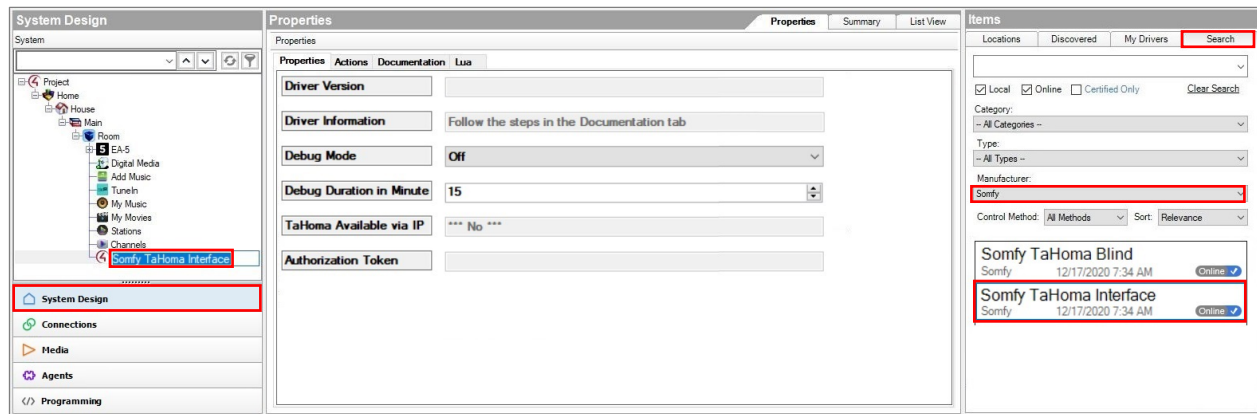 System Design
System
Project
Home
House
Main
Room
5 EA-5
Digital Media
Add Music
TuneIn
My Music
My Movies
Stations
Channels
Somfy TaHoma Interface
System Design
Connections
Media
Agents
</> Programming
Properties
Properties Summary List View
Properties
Properties Actions Documentation Lua
Driver Version
Driver Information Follow the steps in the Documentation tab
Debug Mode Off
Debug Duration in Minute 15
TaHoma Available via IP *** No ***
Authorization Token
Items
Locations Discovered My Drivers Search
Local Online Certified Only Clear Search
Category:
-- All Categories --
Type:
-- All Types --
Manufacturer:
Somfy
Control Method: All Methods Sort: Relevance
Somfy TaHoma Blind
Somfy 12/17/2020 7:34 AM Online
Somfy TaHoma Interface
Somfy 12/17/2020 7:34 AM Online